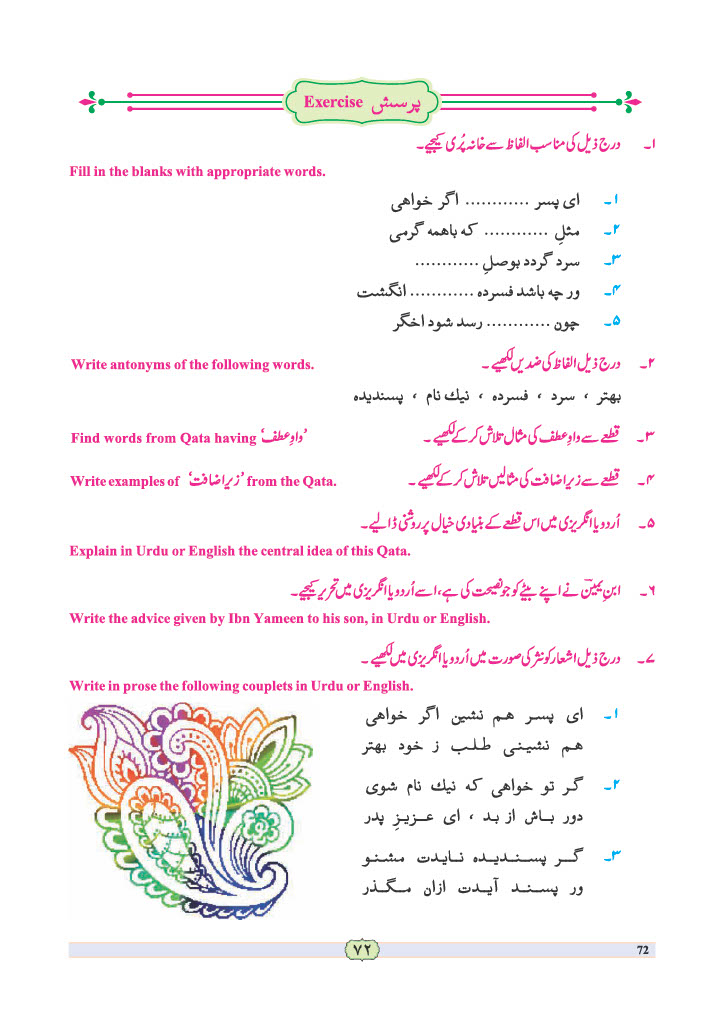 پرسش Exercise
۱۔ درج ذیل کی مناسب الفاظ سے خانہ پُری کیجیے۔
Fill in the blanks with appropriate words.
۱۔ ای پسر ............ اگر خواهی
۲۔ مثلِ ............ که باهمه گرمی
۳۔ سرد گردد بوصلِ ............
۴۔ ور چه باشد فسرده ............ انگشت
۵۔ چون ............ رسد شود اخگر
۲۔ درج ذیل الفاظ کی ضدیں لکھیے۔ Write antonyms of the following words.
بهتر ، سرد ، فسرده ، نیك نام ، پسندیده
۳۔ قطعے سے واوِ عطف کی مثال تلاش کر کے لکھیے۔ Find words from Qata having ’واوِ عطف‘
۴۔ قطعے سے زیرِ اضافت کی مثالیں تلاش کر کے لکھیے۔ Write examples of ’زیرِ اضافت‘ from the Qata.
۵۔ اُردو یا انگریزی میں اس قطعے کے بنیادی خیال پر روشنی ڈالیے۔
Explain in Urdu or English the central idea of this Qata.
۶۔ ابنِ یمینؔ نے اپنے بیٹے کو جو نصیحت کی ہے، اسے اُردو یا انگریزی میں تحریر کیجیے۔
Write the advice given by Ibn Yameen to his son, in Urdu or English.
۷۔ درج ذیل اشعار کو نثر کی صورت میں اُردو یا انگریزی میں لکھیے۔
Write in prose the following couplets in Urdu or English.
۱۔ ای پسر هم نشین اگر خواهی
هم نشینی طلب ز خود بهتر
۲۔ گر تو خواهی که نیك نام شوی
دور باش از بد ، ای عزیزِ پدر
۳۔ گر پسندیده نایدت مشنو
ور پسند آیدت ازان مگذر
۷۲
72